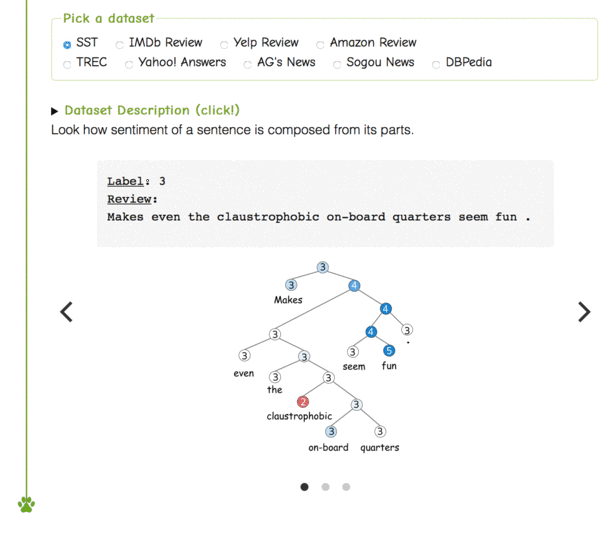 Pick a dataset
SST IMDb Review Yelp Review Amazon Review
TREC Yahoo! Answers AG's News Sogou News DBPedia
Dataset Description (click!)
Look how sentiment of a sentence is composed from its parts.
Label: 3
Review:
Makes even the claustrophobic on-board quarters seem fun .
3
3 4
Makes
4
3 4 3
.
3 3 3 5
even seem fun
3 3
the
2 3
claustrophobic
3 3
on-board quarters